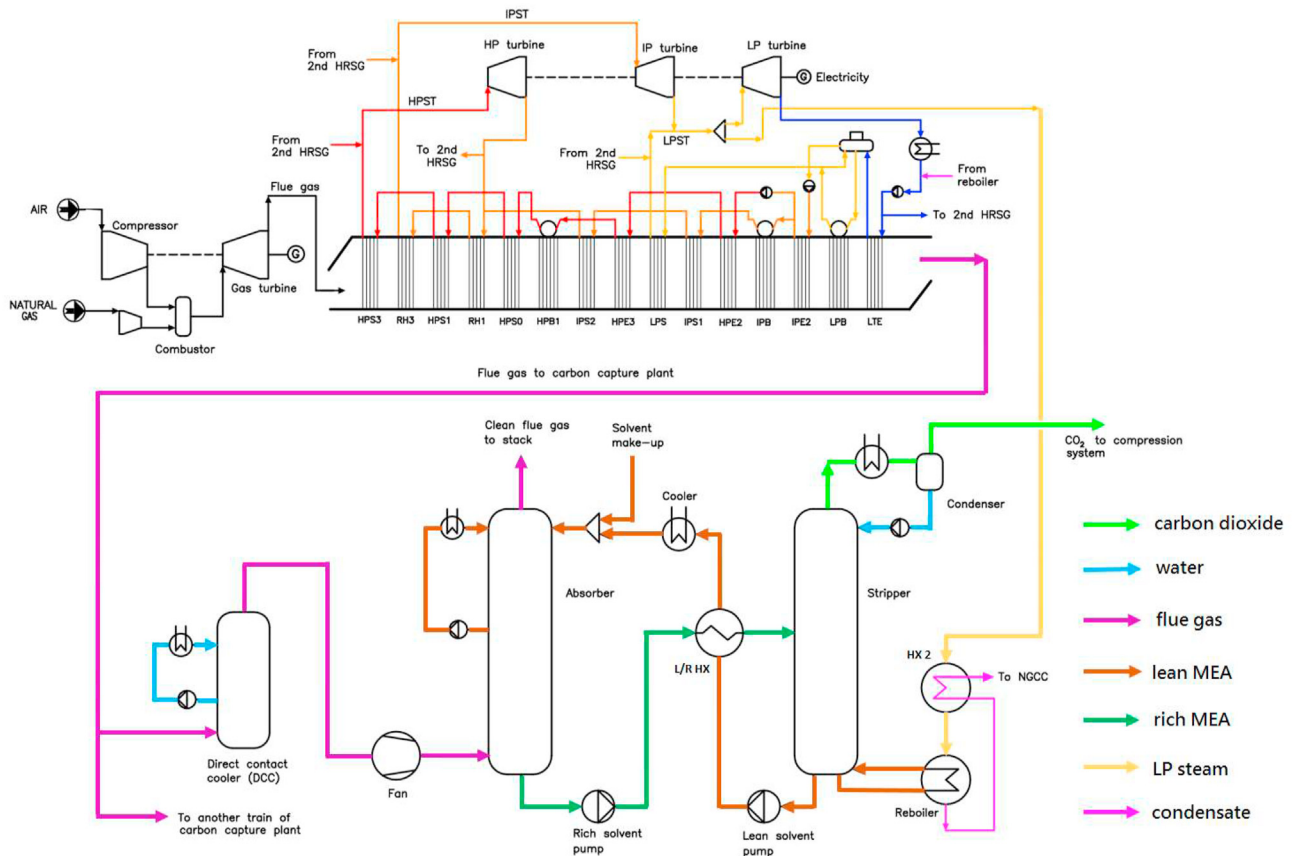 IPST
HP turbine
IP turbine
LP turbine
From
2nd HRSG
G
Electricity
HPST
From
2nd HRSG
To 2nd
HRSG
From 2nd
HRSG
LPST
From
reboiler
To 2nd HRSG
Flue gas
AIR
Compressor
G
Gas turbine
NATURAL
GAS
Combustor
HPS3
RH3
HPS1
RH1
HPS0
HPB1
IPS2
HPE3
LPS
IPS1
HPE2
IPB
IPE2
LPB
LTE
Flue gas to carbon capture plant
Clean flue gas
to stack
Solvent
make-up
CO2 to compression
system
Cooler
Condenser
carbon dioxide
water
flue gas
lean MEA
rich MEA
LP steam
condensate
Absorber
Stripper
L/R HX
HX 2
To NGCC
Direct contact
cooler (DCC)
Fan
Rich solvent
pump
Lean solvent
pump
Reboiler
To another train of
carbon capture plant